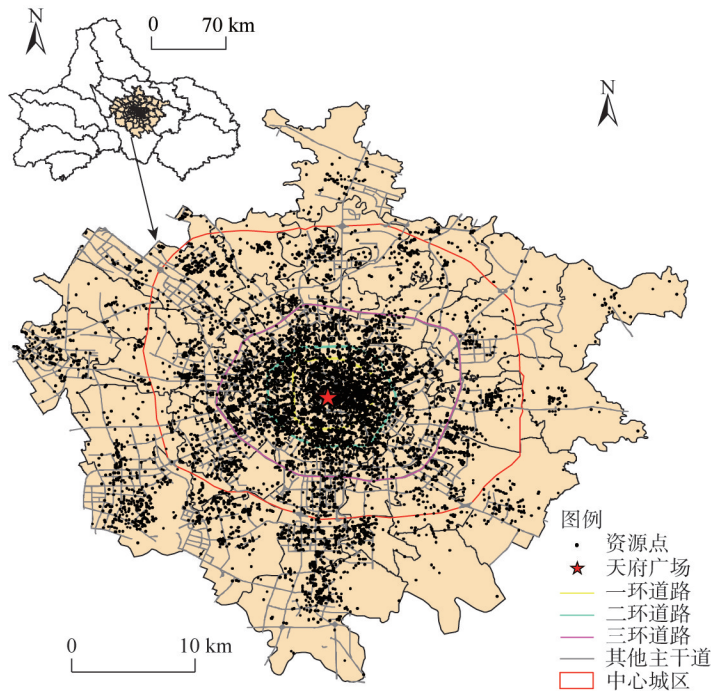 N
0 70 km
N
图例
资源点
天府广场
一环道路
二环道路
三环道路
其他主干道
中心城区
0 10 km